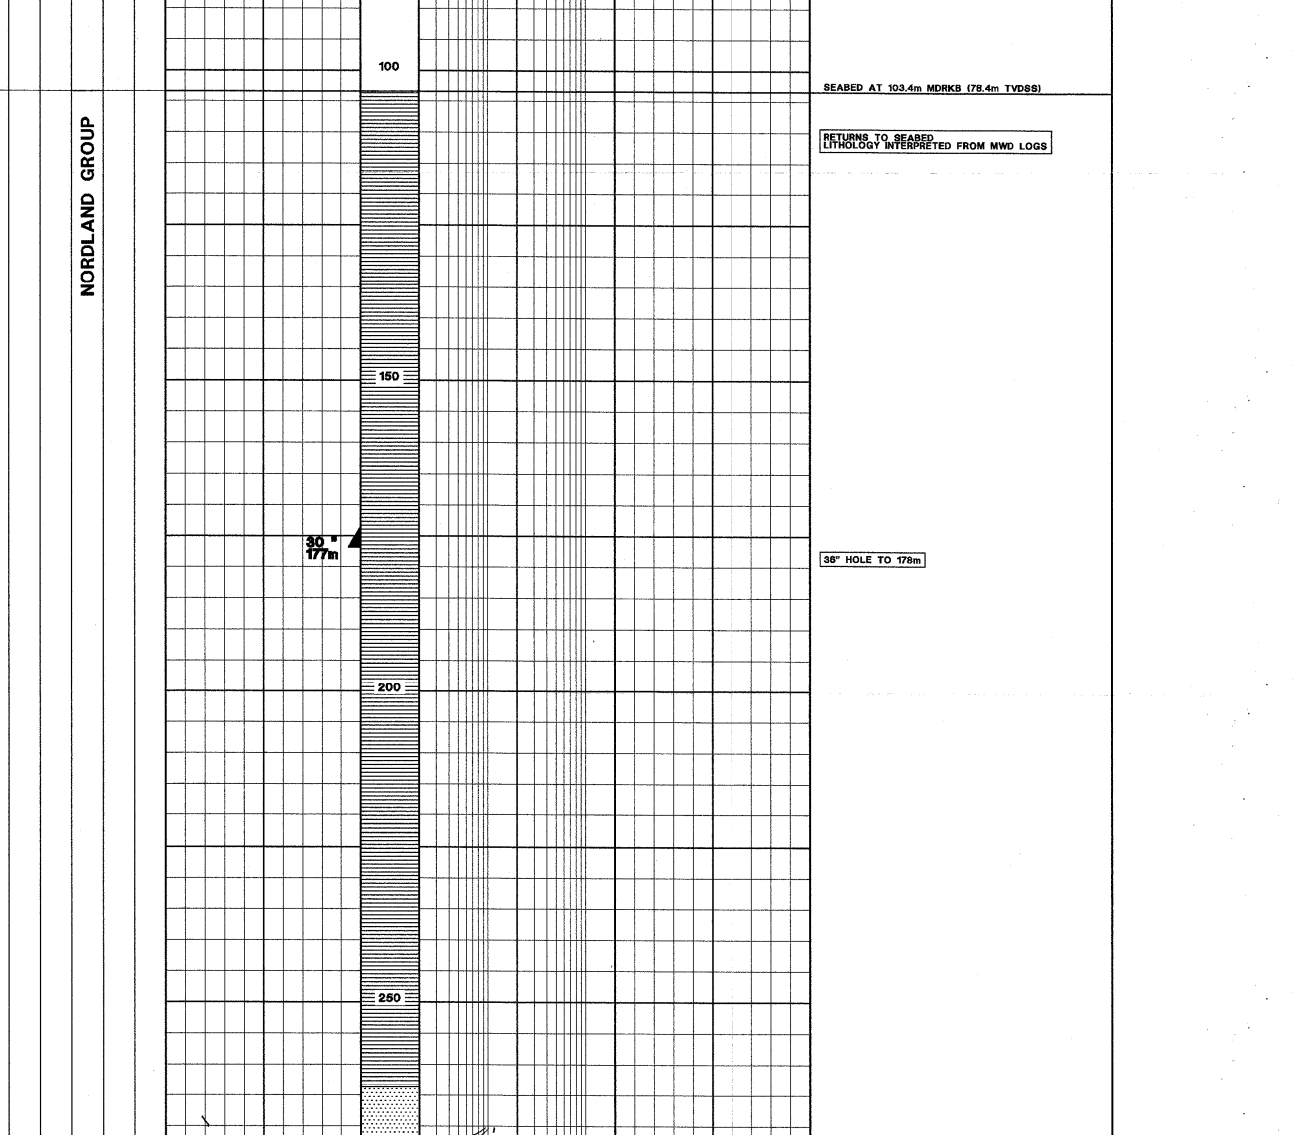 100
SEABED AT 103.4m MDRKB (78.4m TVDSS)
NORDLAND GROUP
RETURNS TO SEABED
LITHOLOGY INTERPRETED FROM MWD LOGS
150
30 "
177m
36" HOLE TO 178m
200
250